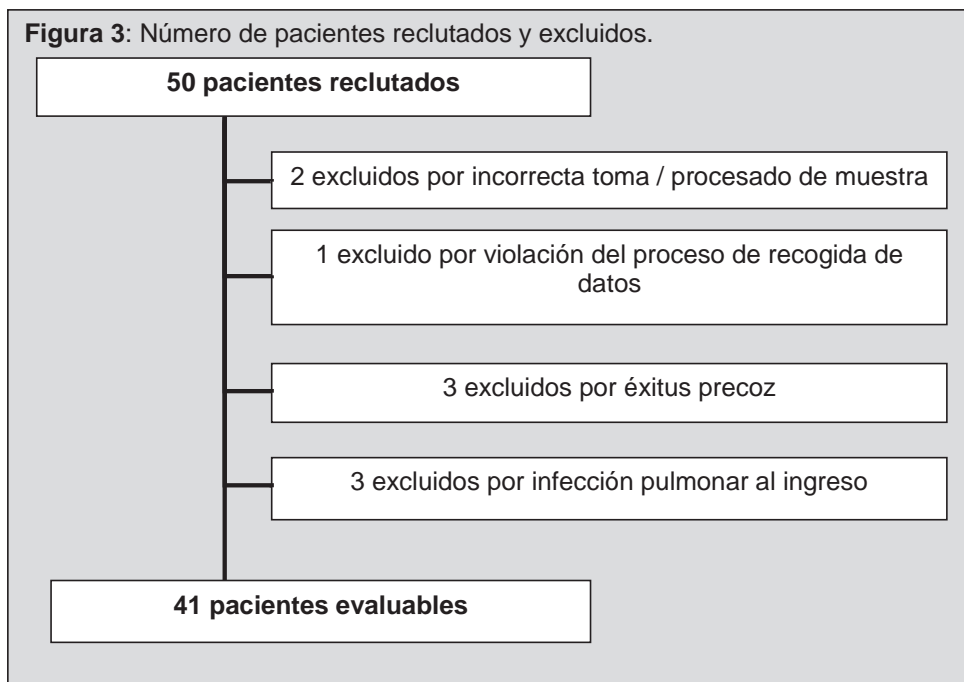 Figura 3: Número de pacientes reclutados y excluidos.
50 pacientes reclutados
2 excluidos por incorrecta toma / procesado de muestra
1 excluido por violación del proceso de recogida de
datos
3 excluidos por éxitus precoz
3 excluidos por infección pulmonar al ingreso
41 pacientes evaluables